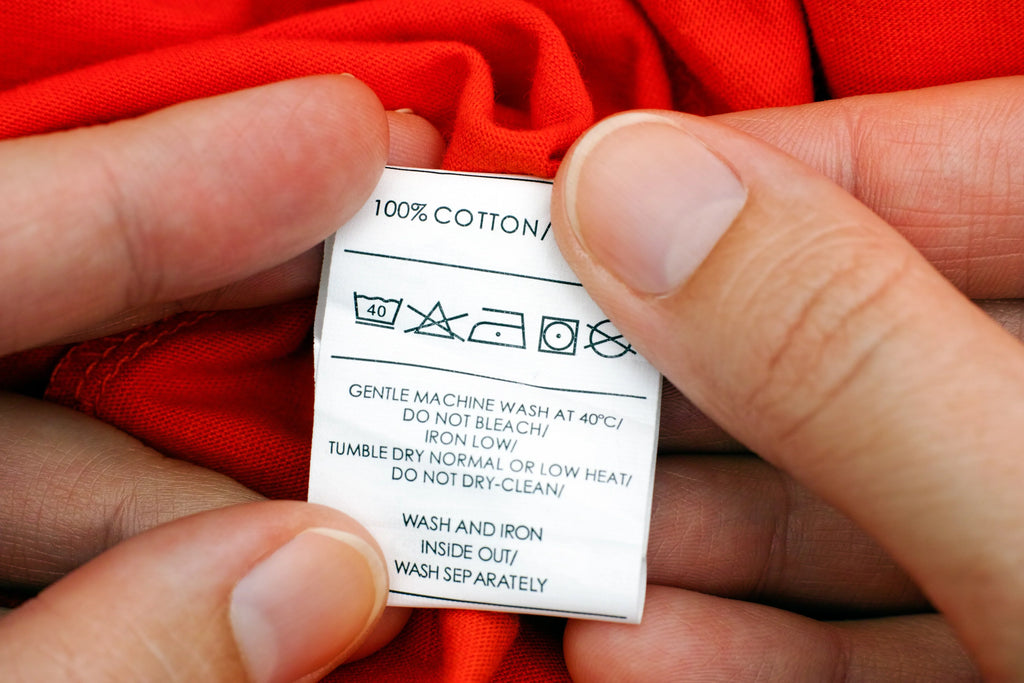 100% COTTON/
40
GENTLE MACHINE WASH AT 40°C/
DO NOT BLEACH/
IRON LOW/
TUMBLE DRY NORMAL OR LOW HEAT/
DO NOT DRY-CLEAN/
WASH AND IRON
INSIDE OUT/
WASH SEPARATELY